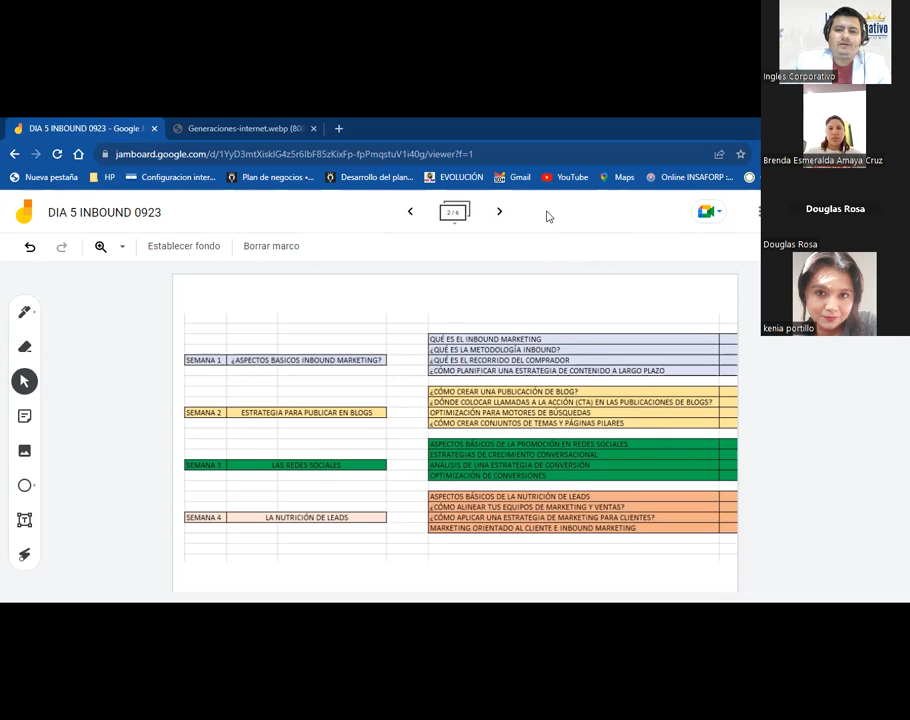 DIA 5 INBOUND 0923 - Google J
Generaciones-internet.webp (80
jamboard.google.com/d/1YyD3mtXiskIG4z5r6IbF85zKixFp-fpPmqstuV1i40g/viewer?f=1
Nueva pestaña
HP
Configuracion inter...
Plan de negocios -...
Desarrollo del plan...
EVOLUCIÓN
Gmail
YouTube
Maps
Online INSAFORP :...
DIA 5 INBOUND 0923
2/6
Establecer fondo
Borrar marco
QUÉ ES EL INBOUND MARKETING
¿QUÉ ES LA METODOLOGÍA INBOUND?
SEMANA 1 ¿ASPECTOS BASICOS INBOUND MARKETING? ¿QUÉ ES EL RECORRIDO DEL COMPRADOR
¿CÓMO PLANIFICAR UNA ESTRATEGIA DE CONTENIDO A LARGO PLAZO
¿CÓMO CREAR UNA PUBLICACIÓN DE BLOG?
¿DÓNDE COLOCAR LLAMADAS A LA ACCIÓN (CTA) EN LAS PUBLICACIONES DE BLOGS?
SEMANA 2 ESTRATEGIA PARA PUBLICAR EN BLOGS OPTIMIZACIÓN PARA MOTORES DE BÚSQUEDAS
¿CÓMO CREAR CONJUNTOS DE TEMAS Y PÁGINAS PILARES
ASPECTOS BÁSICOS DE LA PROMOCIÓN EN REDES SOCIALES
ESTRATEGIAS DE CRECIMIENTO CONVERSACIONAL
SEMANA 3 LAS REDES SOCIALES ANÁLISIS DE UNA ESTRATEGIA DE CONVERSIÓN
OPTIMIZACIÓN DE CONVERSIONES
ASPECTOS BÁSICOS DE LA NUTRICIÓN DE LEADS
¿CÓMO ALINEAR TUS EQUIPOS DE MARKETING Y VENTAS?
SEMANA 4 LA NUTRICIÓN DE LEADS ¿CÓMO APLICAR UNA ESTRATEGIA DE MARKETING PARA CLIENTES?
MARKETING ORIENTADO AL CLIENTE E INBOUND MARKETING
Ingles Corporativo
Brenda Esmeralda Amaya Cruz
Douglas Rosa
Douglas Rosa
kenia portillo